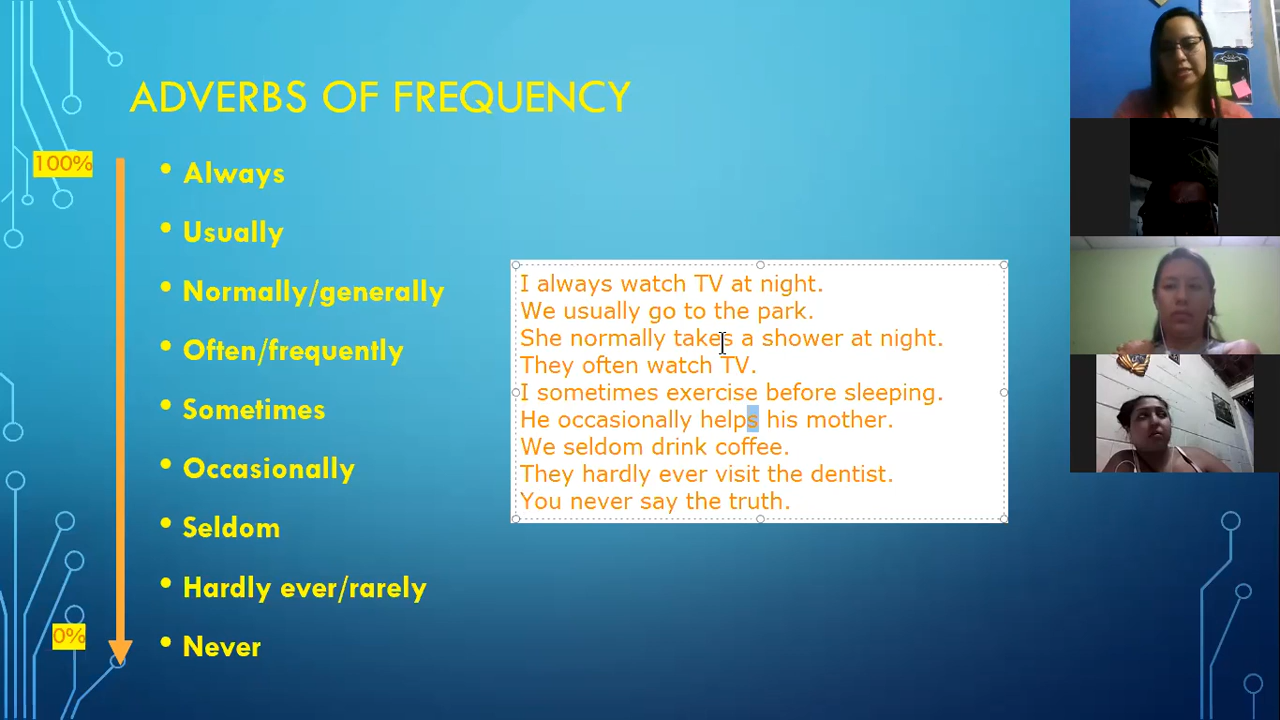 ADVERBS OF FREQUENCY
100%
• Always
• Usually
• Normally/generally
• Often/frequently
• Sometimes
• Occasionally
• Seldom
• Hardly ever/rarely
0%
• Never
I always watch TV at night.
We usually go to the park.
She normally takes a shower at night.
They often watch TV.
I sometimes exercise before sleeping.
He occasionally helps his mother.
We seldom drink coffee.
They hardly ever visit the dentist.
You never say the truth.